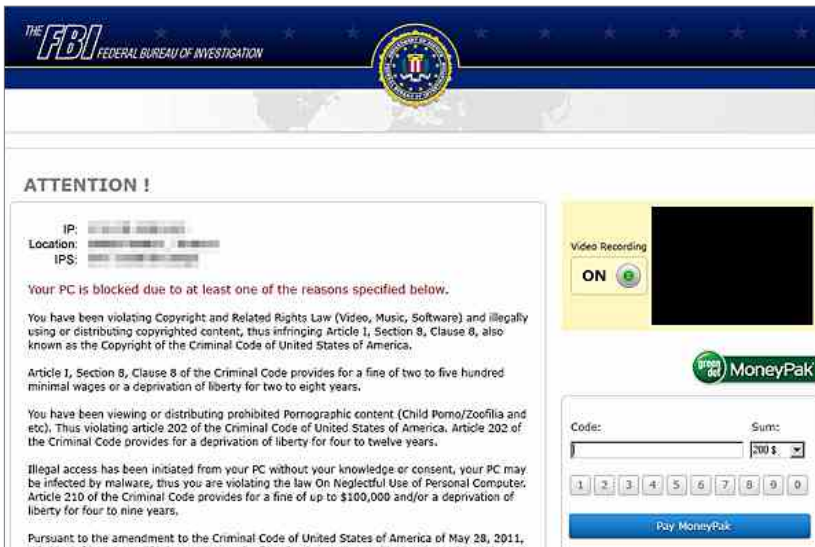 THE FBI FEDERAL BUREAU OF INVESTIGATION
ATTENTION !
IP:
Location:
IPS:
Your PC is blocked due to at least one of the reasons specified below.
You have been violating Copyright and Related Rights Law (Video, Music, Software) and illegally
using or distributing copyrighted content, thus infringing Article I, Section 8, Clause 8, also
known as the Copyright of the Criminal Code of United States of America.
Article I, Section 8, Clause 8 of the Criminal Code provides for a fine of two to five hundred
minimal wages or a deprivation of liberty for two to eight years.
You have been viewing or distributing prohibited Pornographic content (Child Porno/Zoofilia and
etc). Thus violating article 202 of the Criminal Code of United States of America. Article 202 of
the Criminal Code provides for a deprivation of liberty for four to twelve years.
Illegal access has been initiated from your PC without your knowledge or consent, your PC may
be infected by malware, thus you are violating the law On Neglectful Use of Personal Computer.
Article 210 of the Criminal Code provides for a fine of up to $100,000 and/or a deprivation of
liberty for four to nine years.
Pursuant to the amendment to the Criminal Code of United States of America of May 28, 2011,
Video Recording
ON
green dot MoneyPak
Code: Sum:
200 $
1 2 3 4 5 6 7 8 9 0
Pay MoneyPak